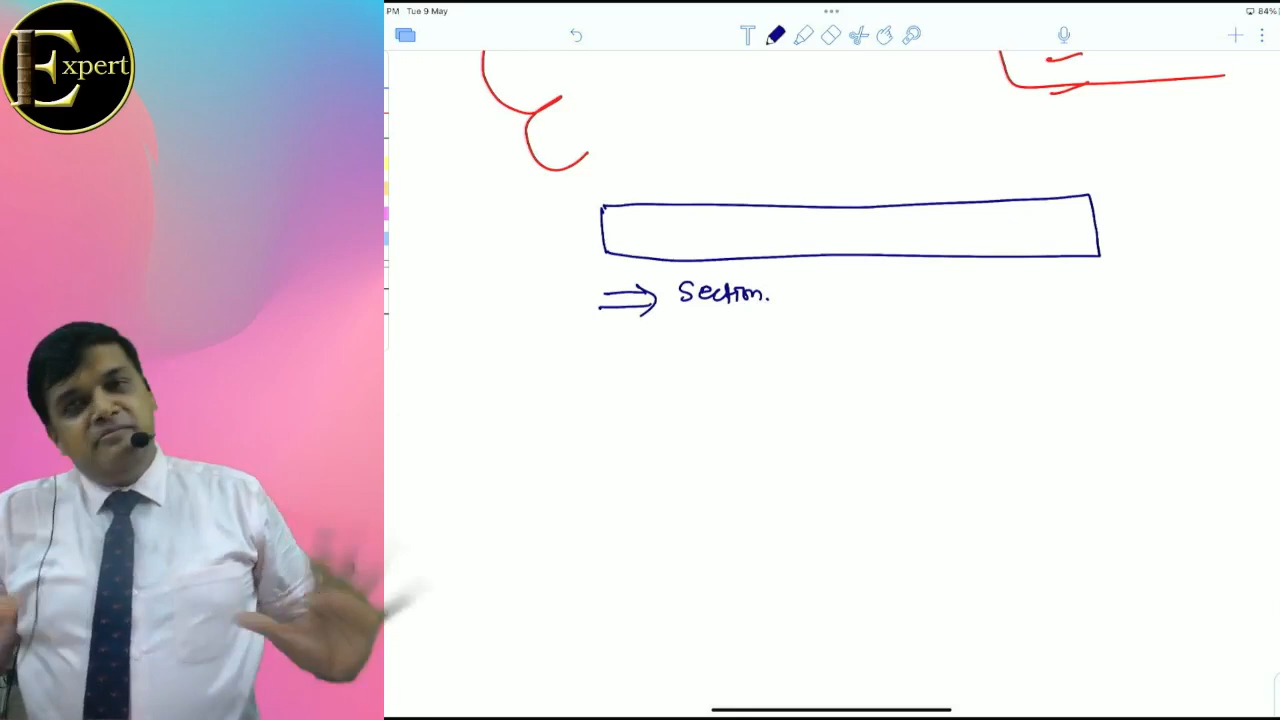 PM Tue 9 May
84%
Expert
T
⇒ Section.